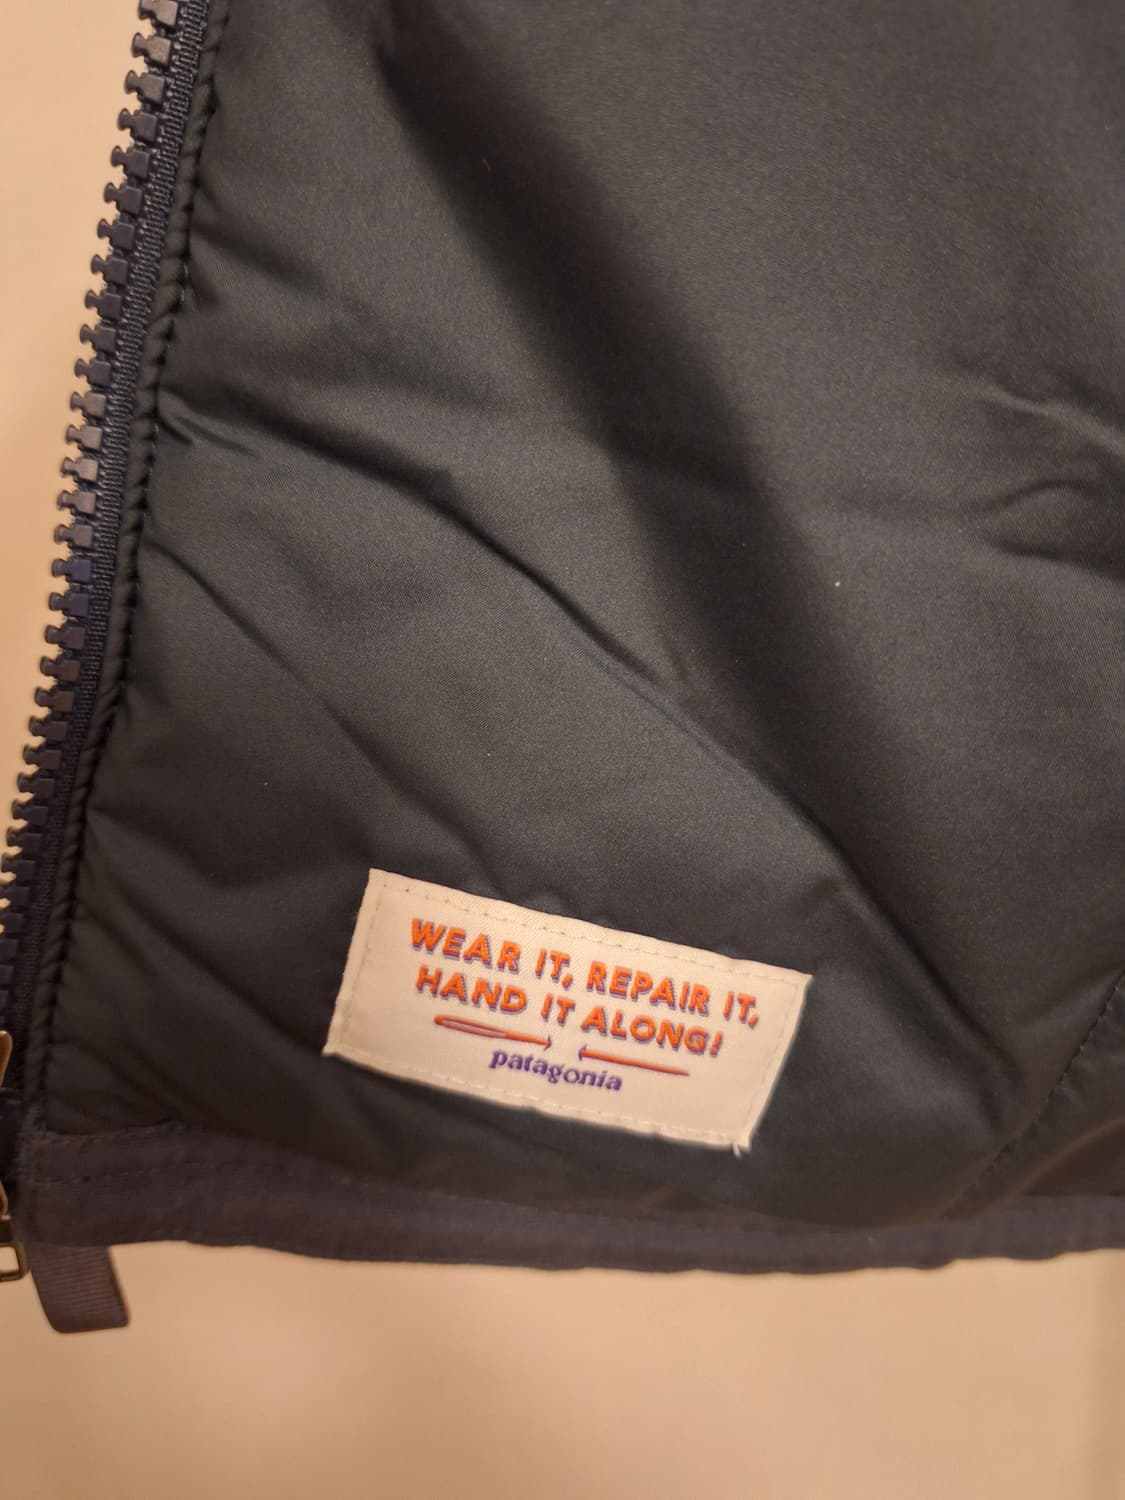 WEAR IT, REPAIR IT,
HAND IT ALONG!
patagonia